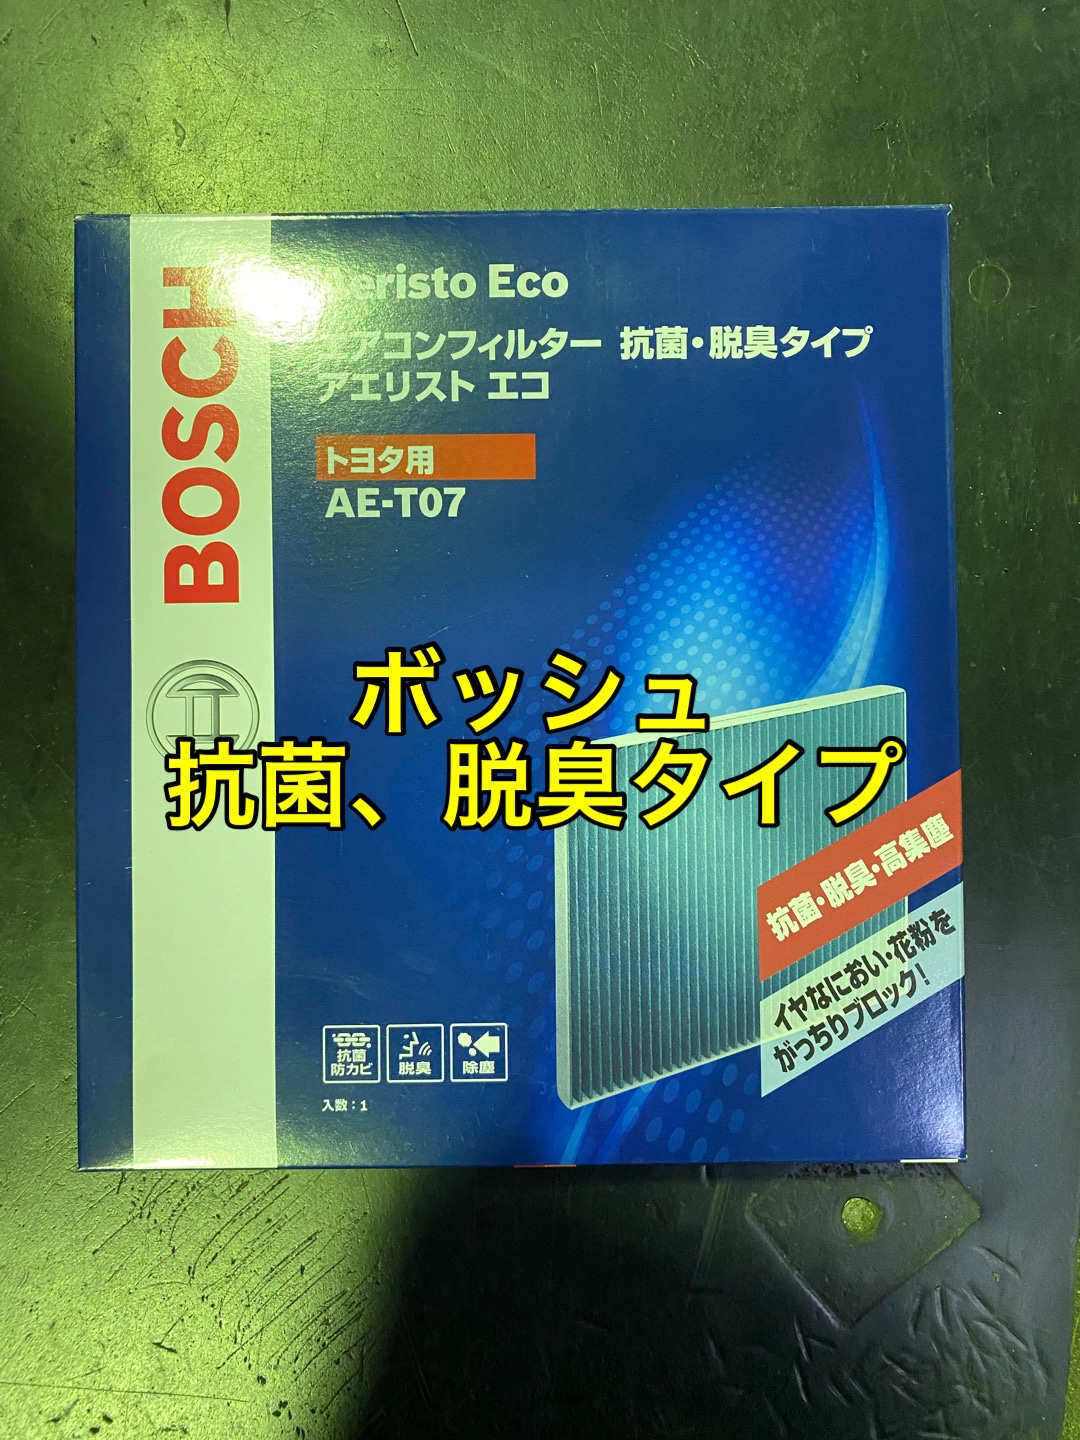 BOSCH
Aeristo Eco
エアコンフィルター 抗菌・脱臭タイプ
アエリスト エコ
トヨタ用
AE-T07
ボッシュ
抗菌、脱臭タイプ
抗菌・脱臭・高集塵
イヤなにおい・花粉を
がっちりブロック!
抗菌
防カビ
脱臭
除塵
入数:1